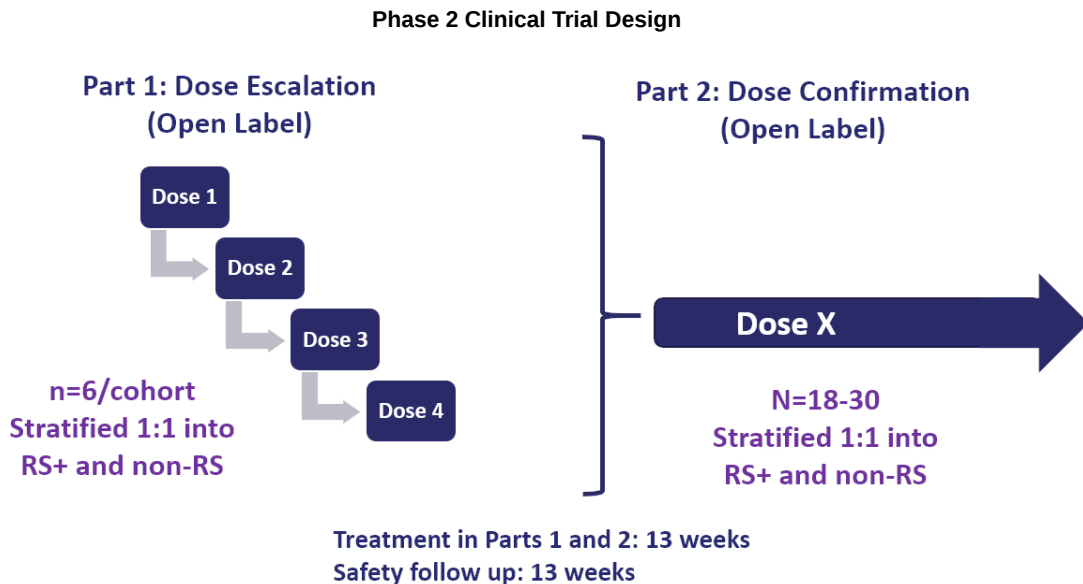 Phase 2 Clinical Trial Design
Part 1: Dose Escalation
(Open Label)
Dose 1
Dose 2
Dose 3
Dose 4
n=6/cohort
Stratified 1:1 into
RS+ and non-RS
Part 2: Dose Confirmation
(Open Label)
Dose X
N=18-30
Stratified 1:1 into
RS+ and non-RS
Treatment in Parts 1 and 2: 13 weeks
Safety follow up: 13 weeks